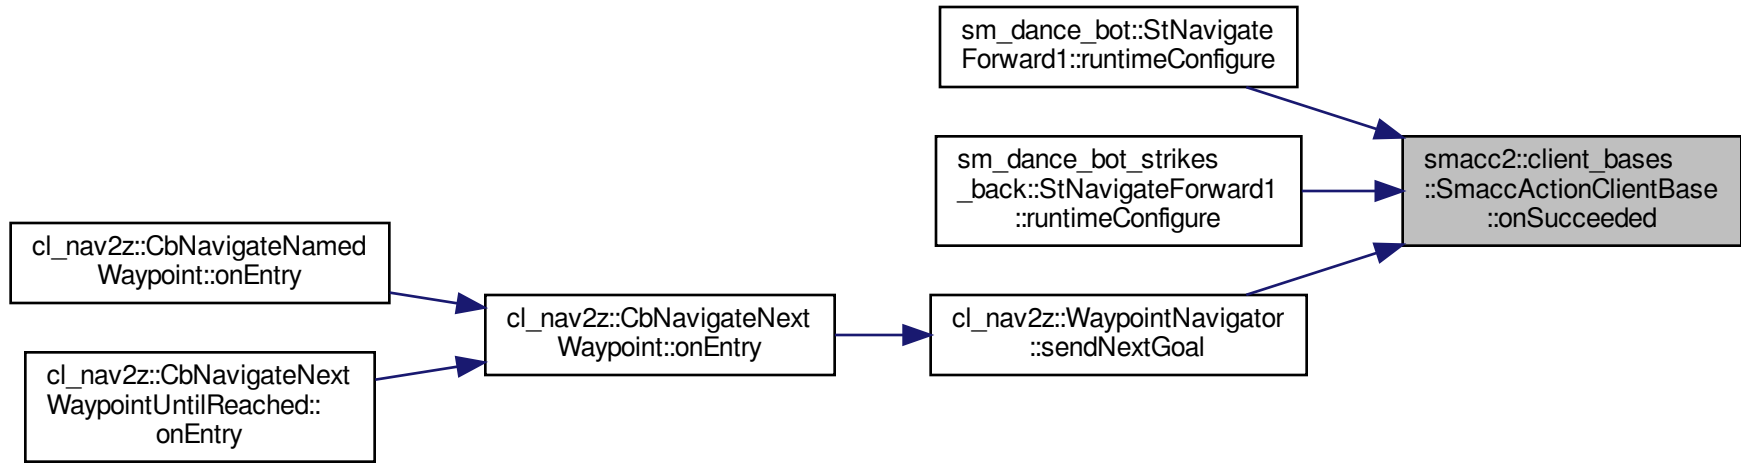 sm_dance_bot::StNavigate
Forward1::runtimeConfigure
sm_dance_bot_strikes
_back::StNavigateForward1
::runtimeConfigure
smacc2::client_bases
::SmaccActionClientBase
::onSucceeded
cl_nav2z::CbNavigateNamed
Waypoint::onEntry
cl_nav2z::CbNavigateNext
Waypoint::onEntry
cl_nav2z::WaypointNavigator
::sendNextGoal
cl_nav2z::CbNavigateNext
WaypointUntilReached::
onEntry